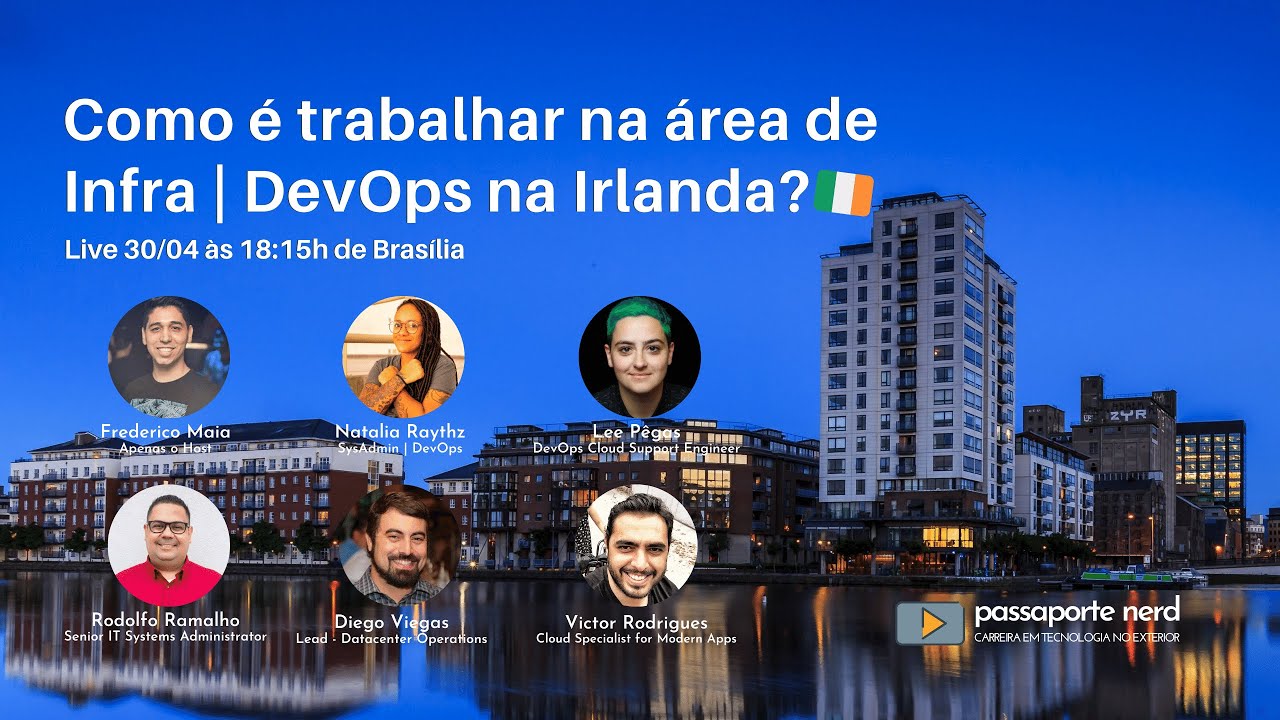 Como é trabalhar na área de
Infra | DevOps na Irlanda?
Live 30/04 às 18:15h de Brasília
Frederico Maia
Apenas o Host
Natalia Raythz
SysAdmin | DevOps
Lee Pêgas
DevOps Cloud Support Engineer
Rodolfo Ramalho
Senior IT Systems Administrator
Diego Viegas
Lead - Datacenter Operations
Victor Rodrigues
Cloud Specialist for Modern Apps
ZYR
passaporte nerd
CARREIRA EM TECNOLOGIA NO EXTERIOR